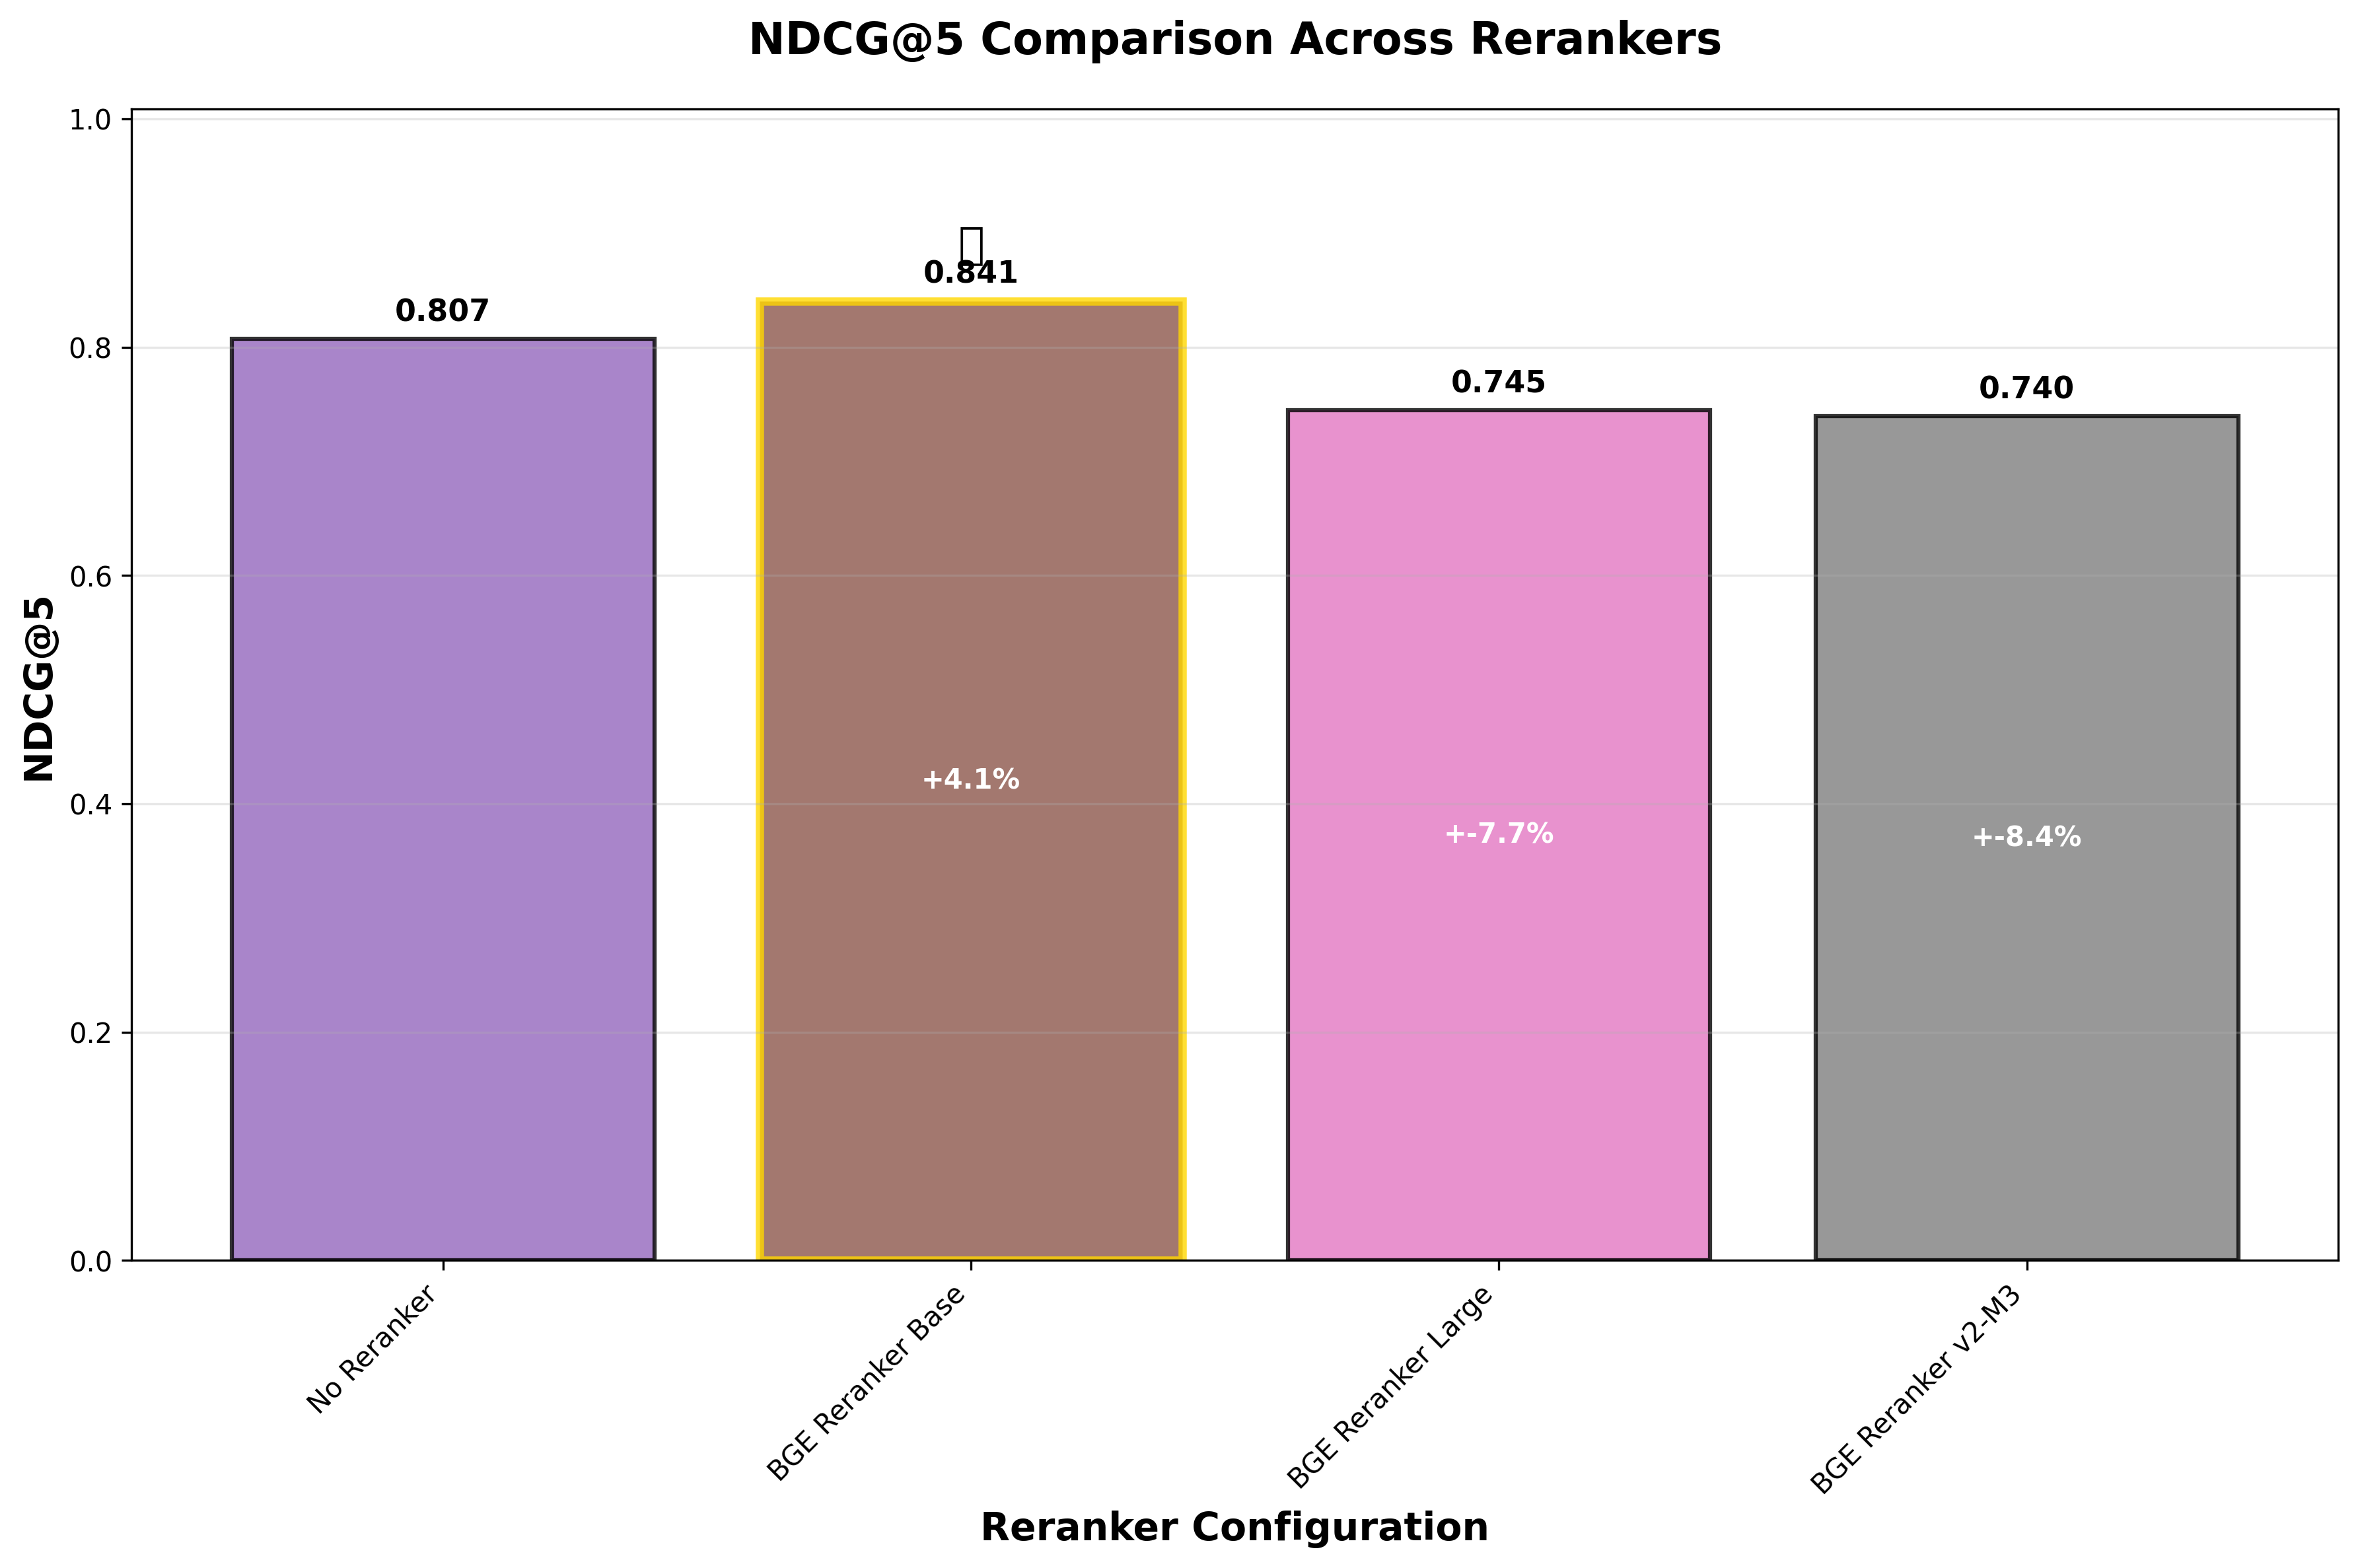 NDCG@5 Comparison Across Rerankers
NDCG@5
1.0
0.8
0.6
0.4
0.2
0.0
0.807
0.841
0.745
0.740
+4.1%
+-7.7%
+-8.4%
No Reranker
BGE Reranker Base
BGE Reranker Large
BGE Reranker v2-M3
Reranker Configuration